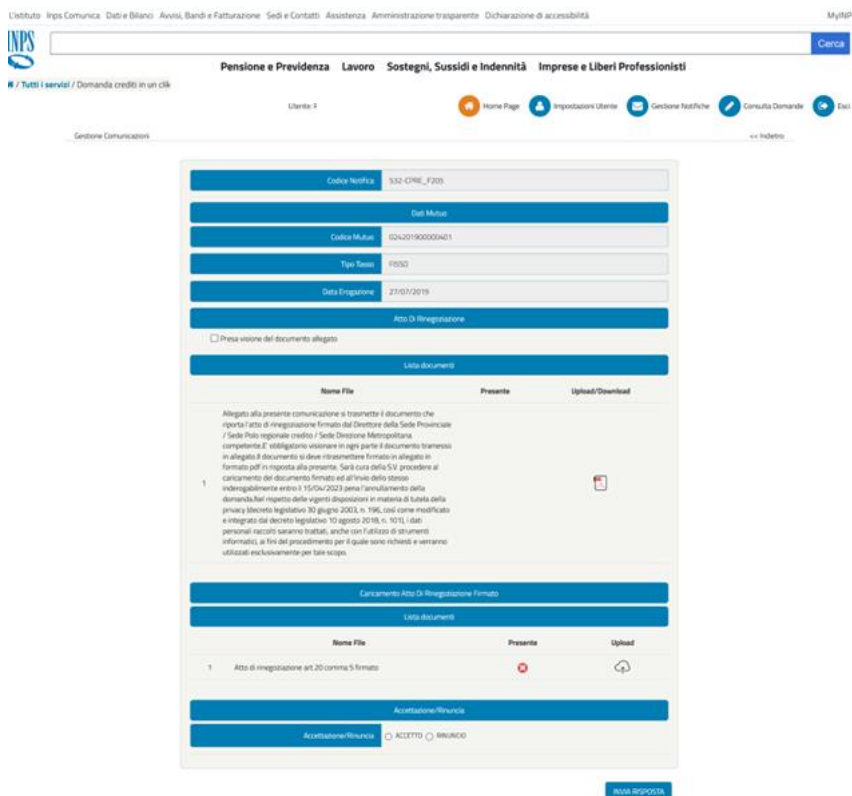 L'istituto Inps Comunica Dati e Bilanci Avvisi, Bandi e Fatturazione Sedi e Contatti Assistenza Amministrazione trasparente Dichiarazione di accessibilità MyINP
INPS Cerca
Pensione e Previdenza Lavoro Sostegni, Sussidi e Indennità Imprese e Liberi Professionisti
/ Tutti i servizi / Domanda crediti in un clik
Utente: Home Page Impostazioni Utente Gestione Notifiche Consulta Domande Esci
Gestione Comunicazioni << Indietro
Codice Notifica S32-CPRE_F205
Dati Mutuo
Codice Mutuo 024201900000401
Tipo Tasso FISSO
Data Erogazione 27/07/2019
Atto Di Rinegoziazione
Presa visione del documento allegato
Lista documenti
Nome File Presente Upload/Download
Allegato alla presente comunicazione si trasmette il documento che
riporta l'atto di rinegoziazione firmato dal Direttore della Sede Provinciale
/ Sede Polo regionale credito / Sede Direzione Metropolitana
competente.E' obbligatorio visionare in ogni parte il documento tramesso
in allegato.Il documento si deve ritrasmettere firmato in allegato in
formato pdf in risposta alla presente. Sarà cura della S.V. procedere al
caricamento del documento firmato ed all'invio dello stesso
1 inderogabilmente entro il 15/04/2023 pena l'annullamento della
domanda.Nel rispetto delle vigenti disposizioni in materia di tutela della
privacy (decreto legislativo 30 giugno 2003, n. 196, così come modificato
e integrato dal decreto legislativo 10 agosto 2018, n. 101), i dati
personali raccolti saranno trattati, anche con l'utilizzo di strumenti
informatici, ai fini del procedimento per il quale sono richiesti e verranno
utilizzati esclusivamente per tale scopo.
Caricamento Atto Di Rinegoziazione Firmato
Lista documenti
Nome File Presente Upload
1 Atto di rinegoziazione art.20 comma 5 firmato
Accettazione/Rinuncia
Accettazione/Rinuncia ACCETTO RINUNCIO
INVIA RISPOSTA